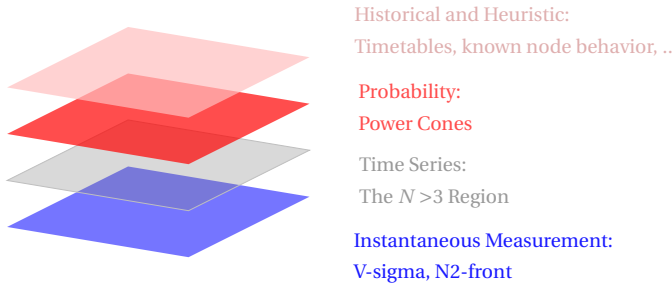 Historical and Heuristic:
Timetables, known node behavior, ..
Probability:
Power Cones
Time Series:
The N >3 Region
Instantaneous Measurement:
V-sigma, N2-front